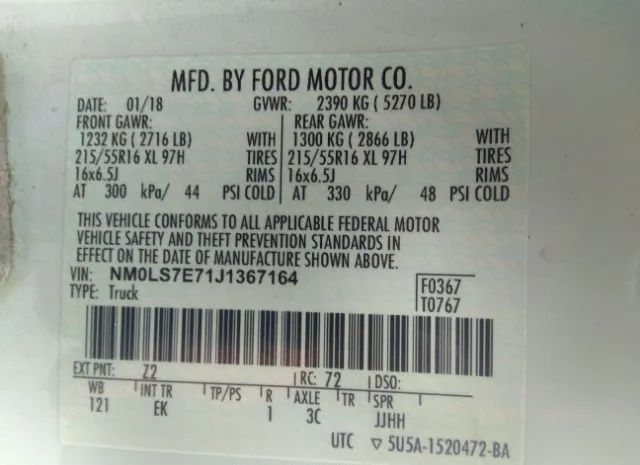 MFD. BY FORD MOTOR CO.
DATE: 01/18 GVWR: 2390 KG ( 5270 LB)
FRONT GAWR: REAR GAWR:
1232 KG ( 2716 LB) WITH 1300 KG ( 2866 LB) WITH
215/55R16 XL 97H TIRES 215/55R16 XL 97H TIRES
16x6.5J RIMS 16x6.5J RIMS
AT 300 kPa/ 44 PSI COLD AT 330 kPa/ 48 PSI COLD
THIS VEHICLE CONFORMS TO ALL APPLICABLE FEDERAL MOTOR
VEHICLE SAFETY AND THEFT PREVENTION STANDARDS IN
EFFECT ON THE DATE OF MANUFACTURE SHOWN ABOVE.
VIN: NM0LS7E71J1367164
TYPE: Truck
F0367
T0767
EXT PNT: Z2 RC: 72 DSO:
WB INT TR TP/PS R AXLE TR SPR
121 EK 1 3C JJHH
UTC ▽ 5U5A-1520472-BA